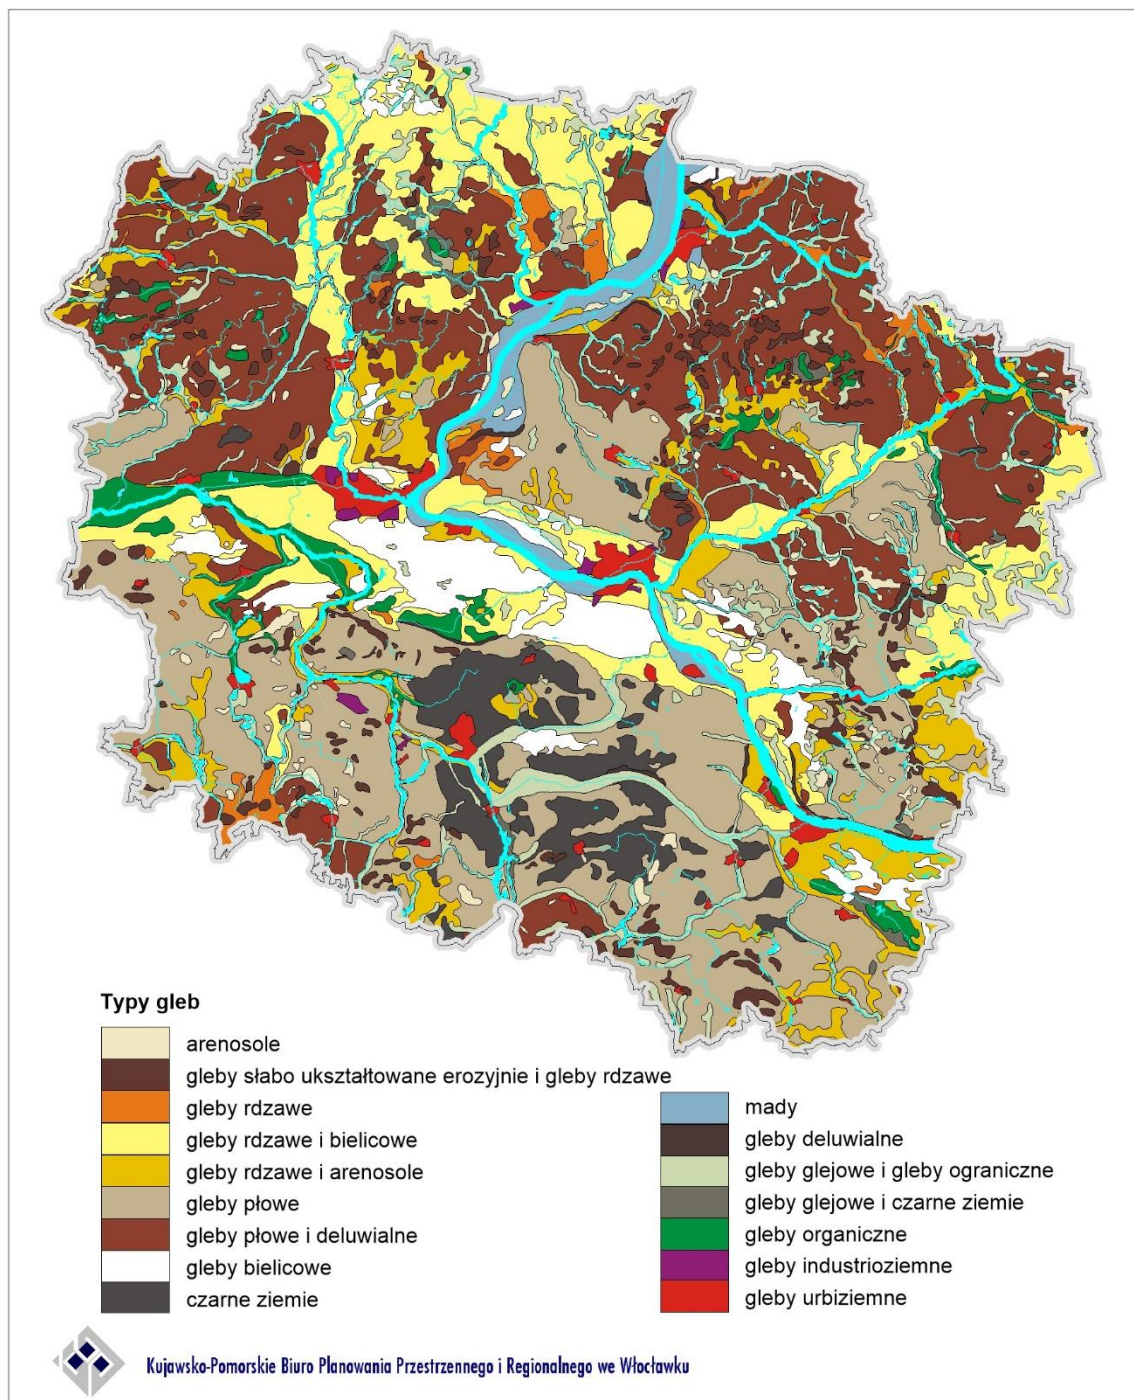 Typy gleb
arenosole
gleby słabo ukształtowane erozyjnie i gleby rdzawe
gleby rdzawe
gleby rdzawe i bielicowe
gleby rdzawe i arenosole
gleby płowe
gleby płowe i deluwialne
gleby bielicowe
czarne ziemie
mady
gleby deluwialne
gleby glejowe i gleby ograniczne
gleby glejowe i czarne ziemie
gleby organiczne
gleby industrioziemne
gleby urbiziemne
Kujawsko-Pomorskie Biuro Planowania Przestrzennego i Regionalnego we Włocławku